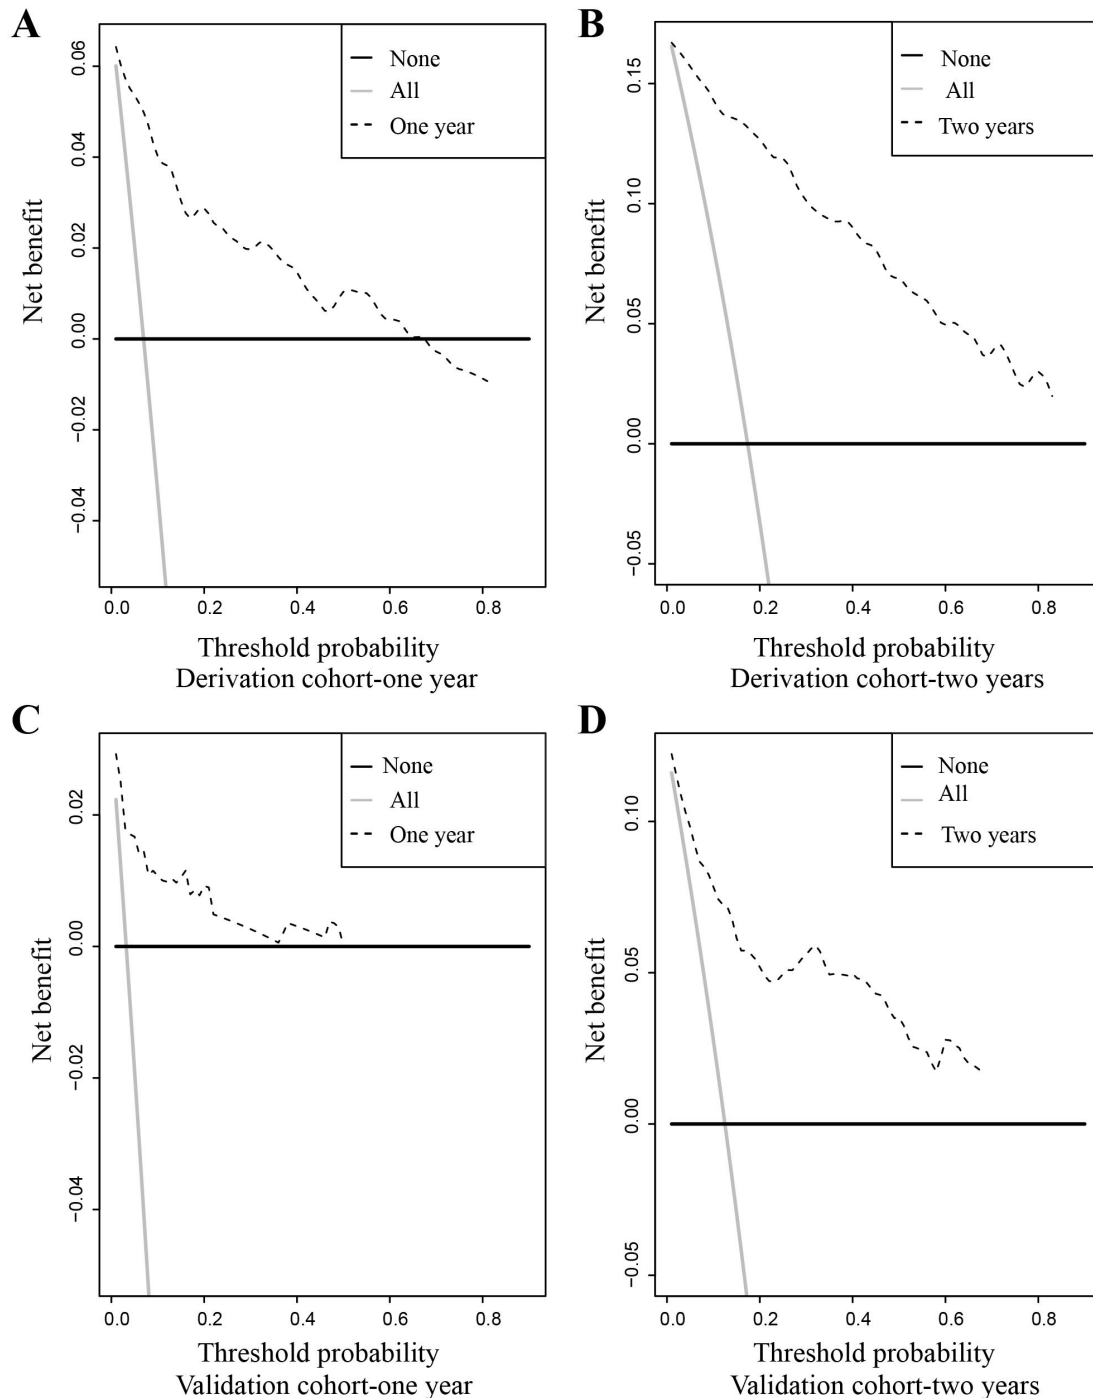 A
None
All
One year
0.06
0.04
0.02
0.00
−0.02
−0.04
Net benefit
0.0 0.2 0.4 0.6 0.8
Threshold probability
Derivation cohort-one year
B
None
All
Two years
0.15
0.10
0.05
0.00
−0.05
Net benefit
0.0 0.2 0.4 0.6 0.8
Threshold probability
Derivation cohort-two years
C
None
All
One year
0.02
0.00
−0.02
−0.04
Net benefit
0.0 0.2 0.4 0.6 0.8
Threshold probability
Validation cohort-one year
D
None
All
Two years
0.10
0.05
0.00
−0.05
Net benefit
0.0 0.2 0.4 0.6 0.8
Threshold probability
Validation cohort-two years